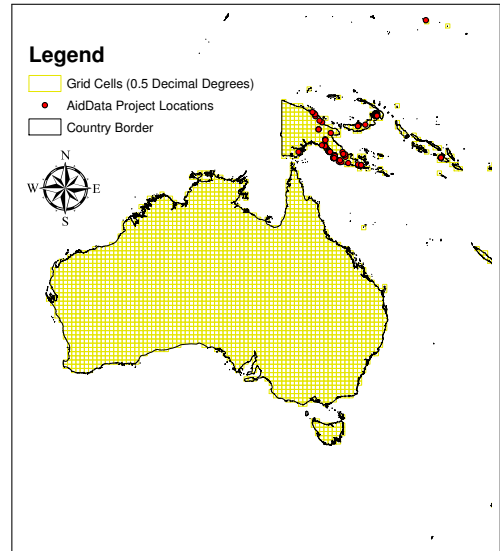 Legend
Grid Cells (0.5 Decimal Degrees)
AidData Project Locations
Country Border
N
W E
S